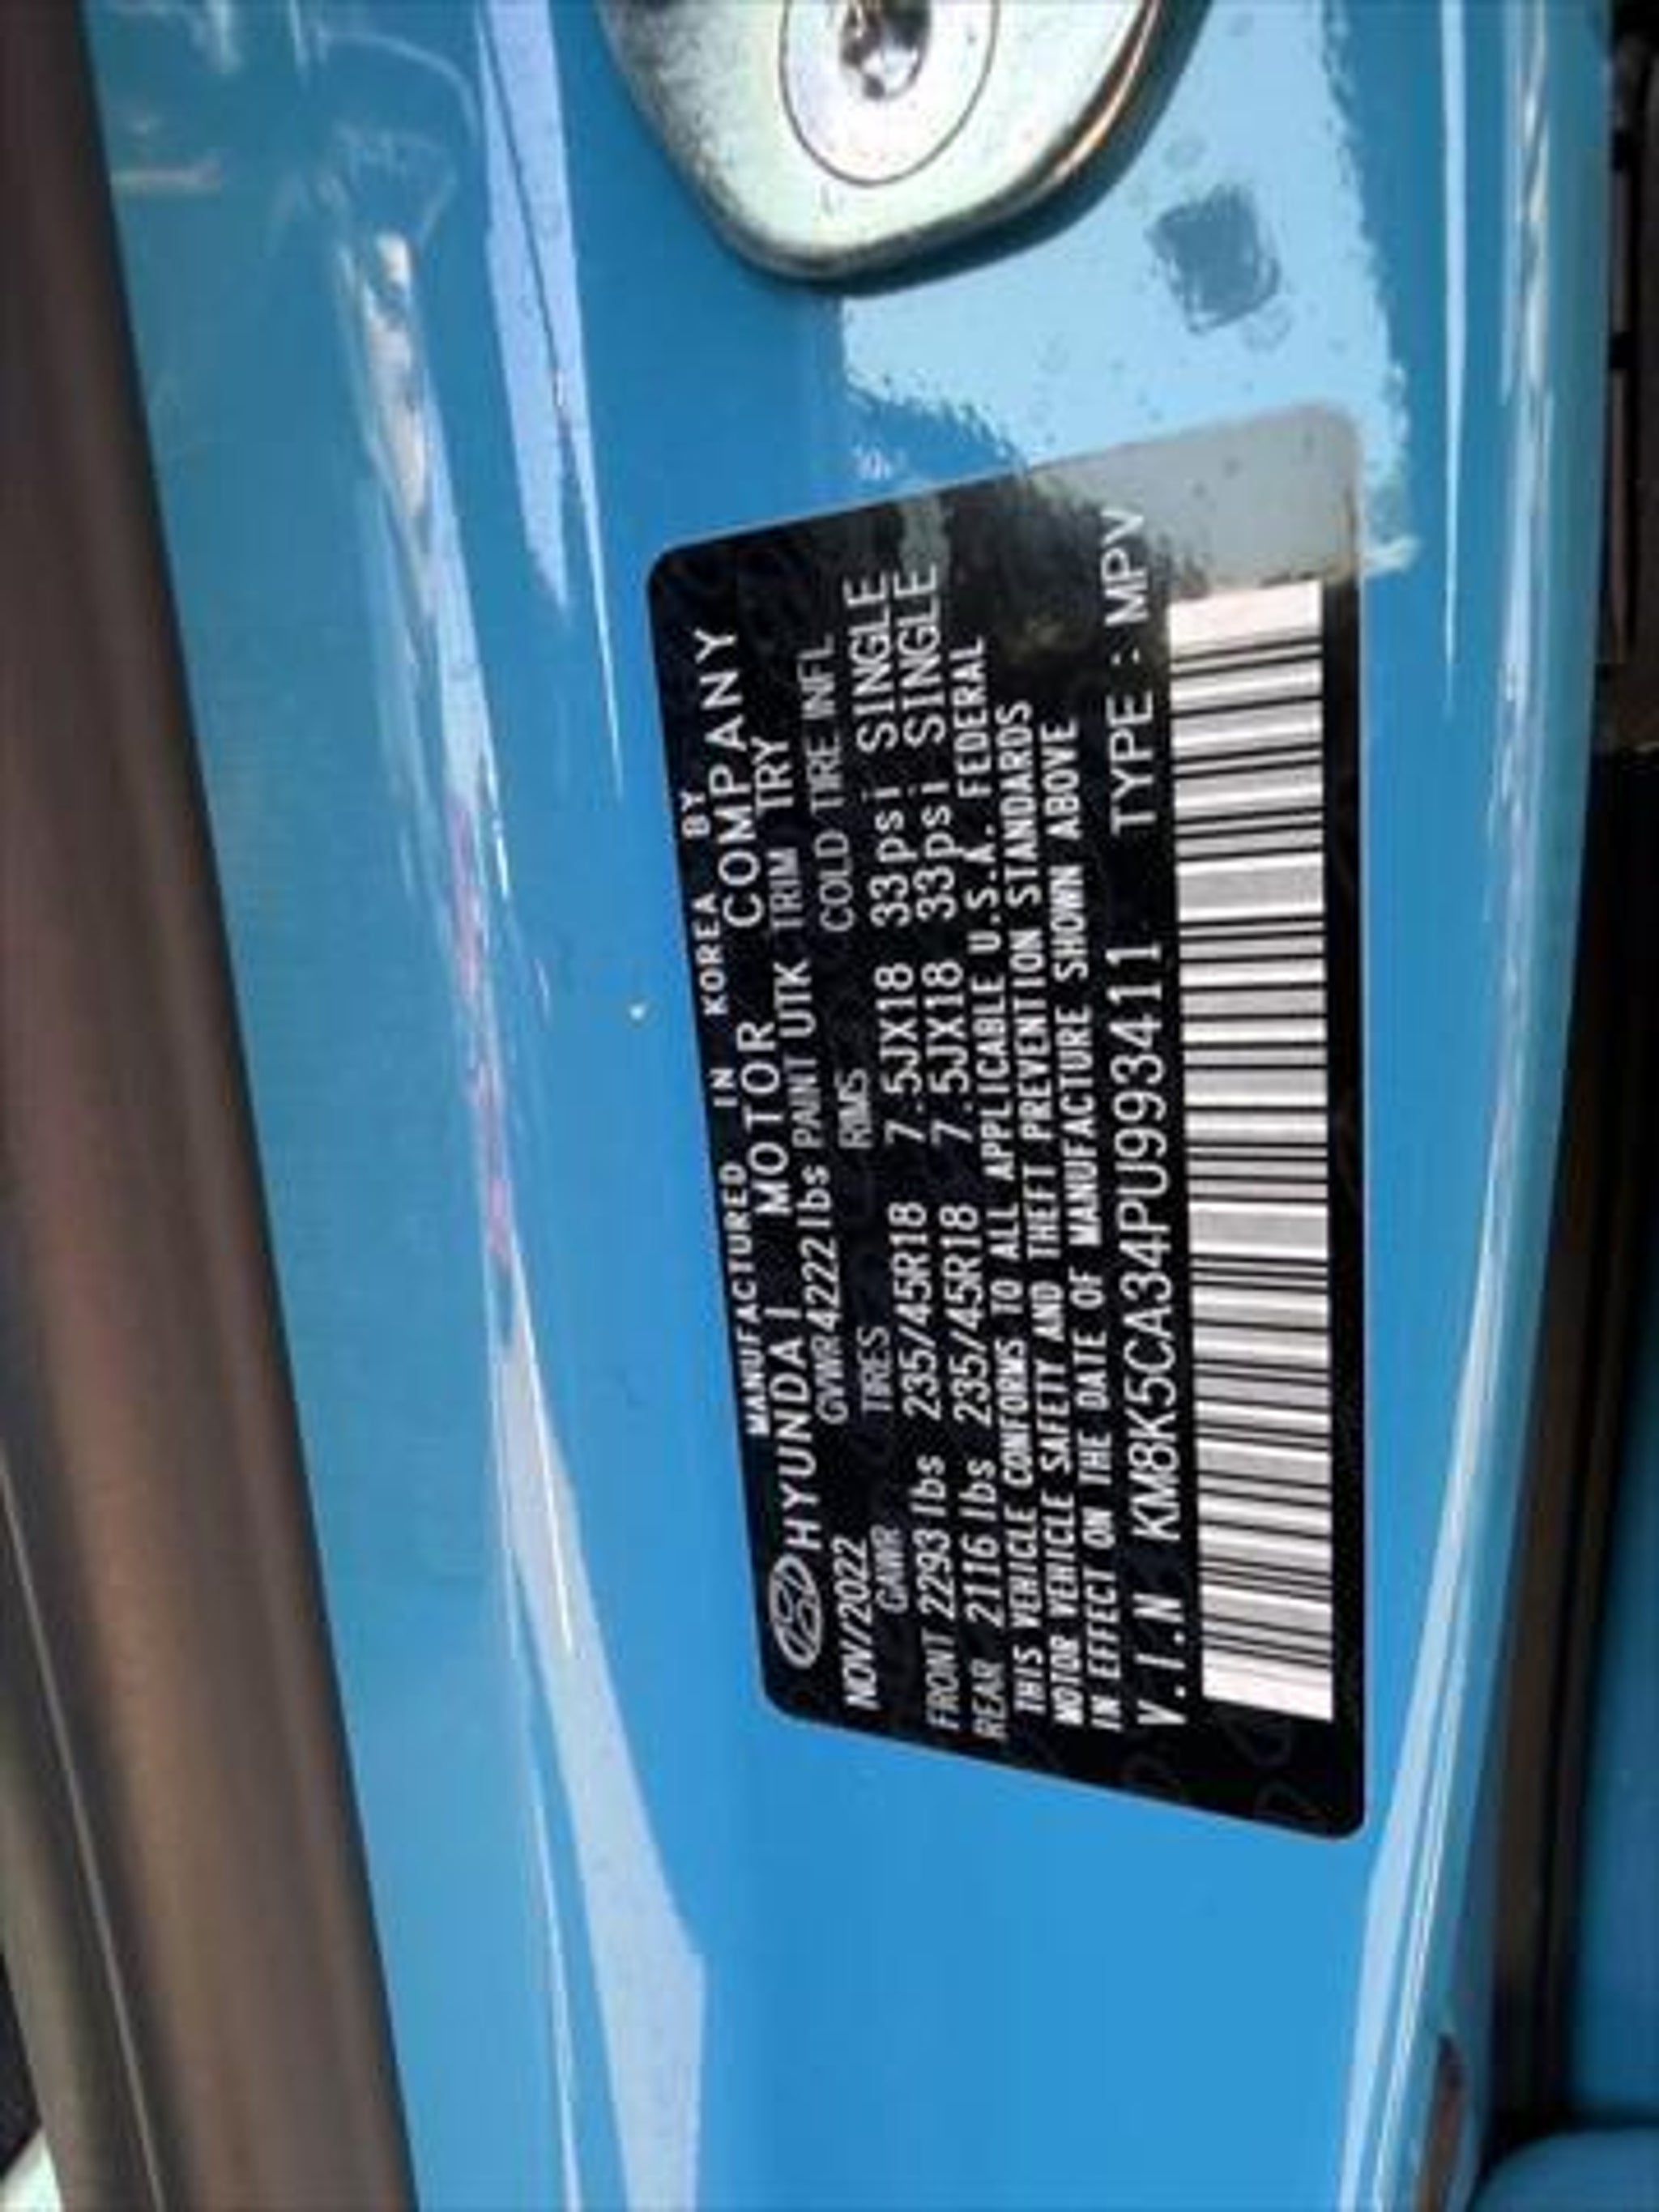 MANUFACTURED IN KOREA BY
HYUNDAI MOTOR COMPANY
NOV/2022 GVWR4222lbs PAINT UTK TRIM TRY
GAWR TIRES RIMS COLD TIRE INFL
FRONT 2293 lbs 235/45R18 7.5JX18 33psi SINGLE
REAR 2116 lbs 235/45R18 7.5JX18 33psi SINGLE
THIS VEHICLE CONFORMS TO ALL APPLICABLE U.S.A. FEDERAL
MOTOR VEHICLE SAFETY AND THEFT PREVENTION STANDARDS
IN EFFECT ON THE DATE OF MANUFACTURE SHOWN ABOVE
V.I.N KM8K5CA34PU993411 TYPE : MPV